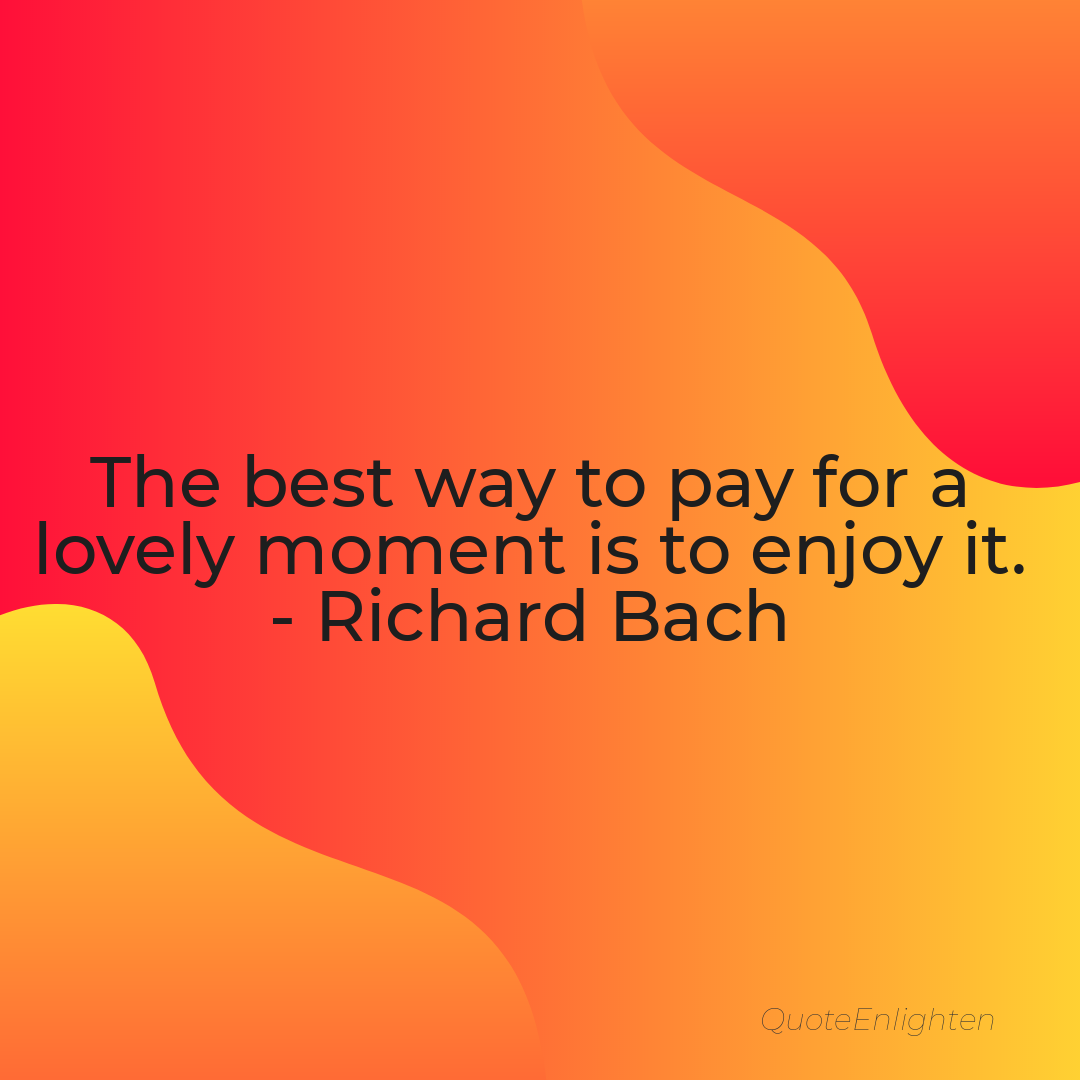 The best way to pay for a
lovely moment is to enjoy it.
- Richard Bach
QuoteEnlighten